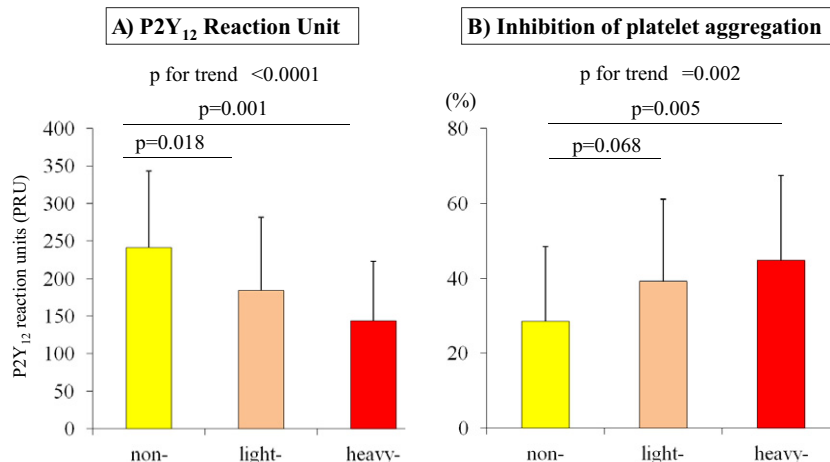 A) P2Y12 Reaction Unit
p for trend <0.0001
p=0.001
p=0.018
P2Y12 reaction units (PRU)
400
350
300
250
200
150
100
50
0
non-
light-
heavy-
B) Inhibition of platelet aggregation
p for trend =0.002
(%)
p=0.005
p=0.068
80
60
40
20
0
non-
light-
heavy-